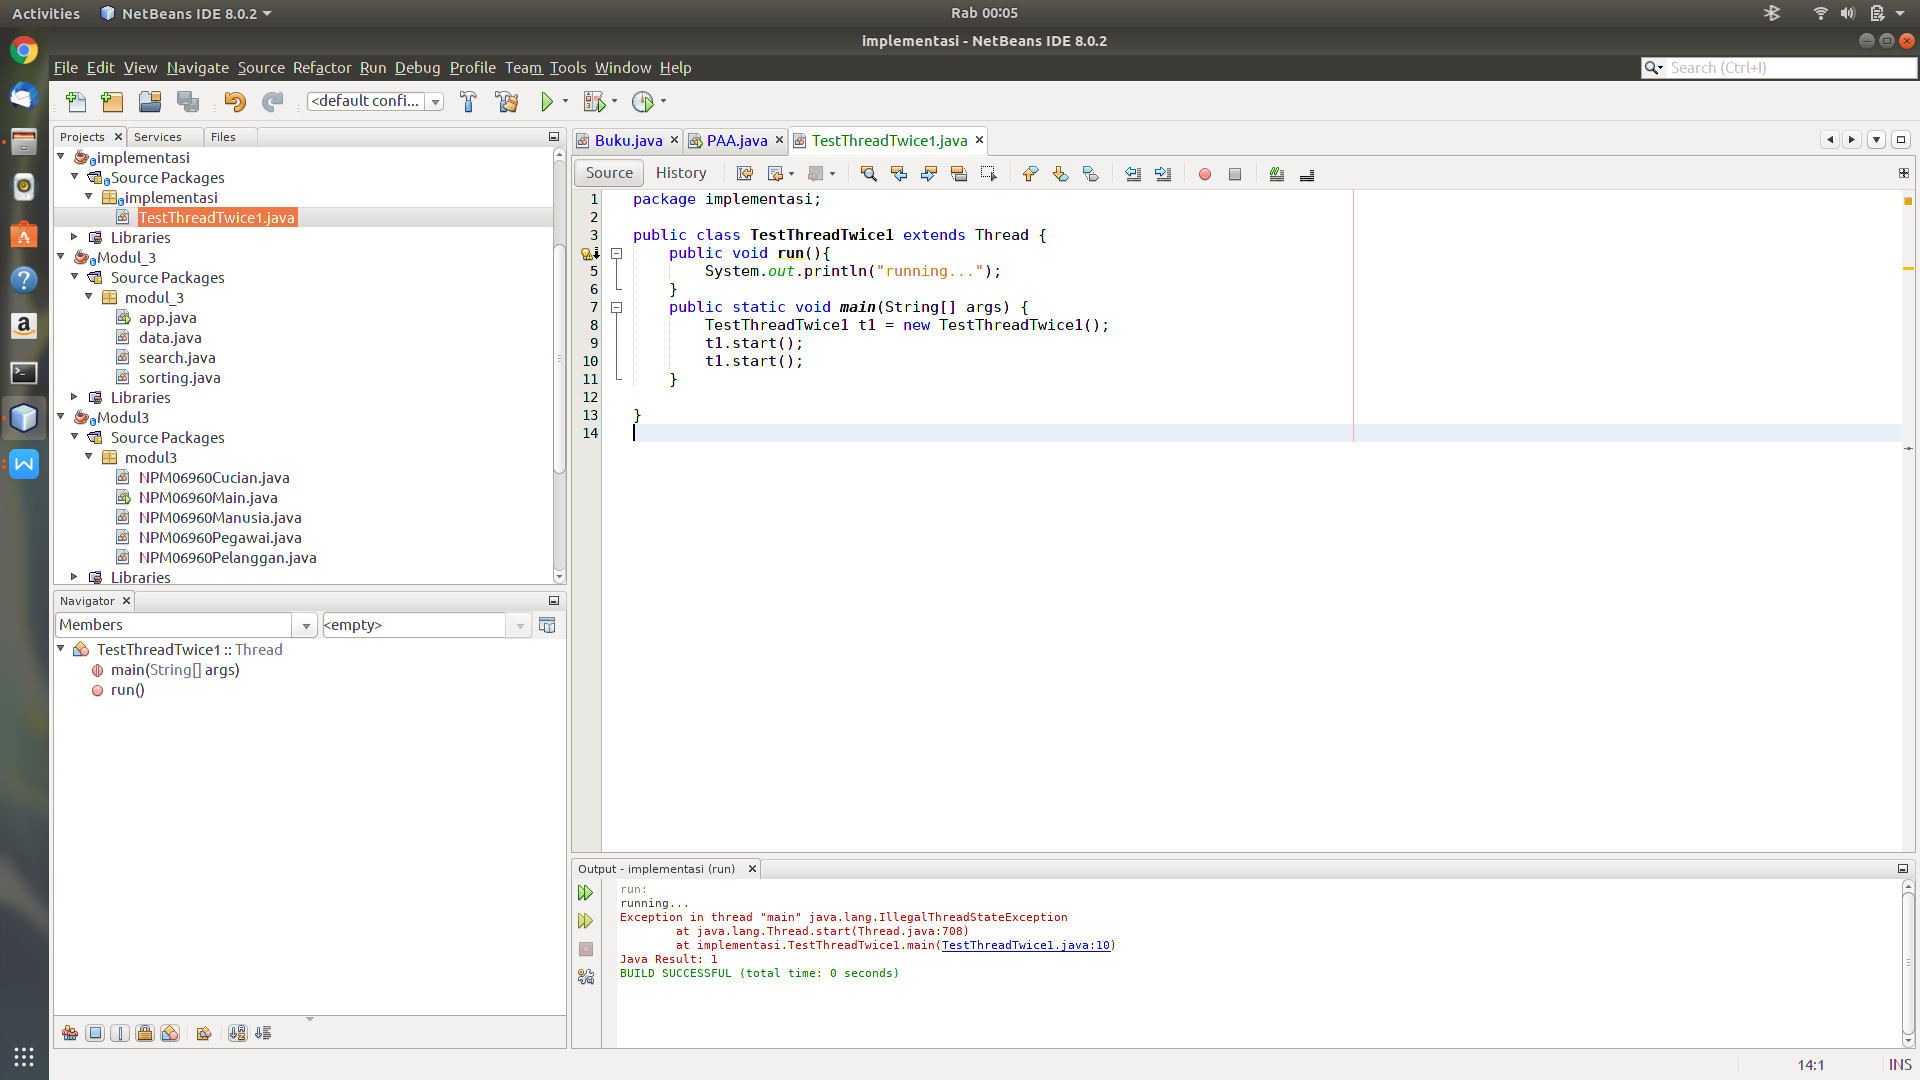 Activities
NetBeans IDE 8.0.2
Rab 00:05
implementasi - NetBeans IDE 8.0.2
File Edit View Navigate Source Refactor Run Debug Profile Team Tools Window Help
Search (Ctrl+I)
<default confi...
Projects Services Files
implementasi
Source Packages
implementasi
TestThreadTwice1.java
Libraries
Modul_3
Source Packages
modul_3
app.java
data.java
search.java
sorting.java
Libraries
Modul3
Source Packages
modul3
NPM06960Cucian.java
NPM06960Main.java
NPM06960Manusia.java
NPM06960Pegawai.java
NPM06960Pelanggan.java
Libraries
Navigator
Members
<empty>
TestThreadTwice1 :: Thread
main(String[] args)
run()
Buku.java PAA.java TestThreadTwice1.java
Source History
1 package implementasi;
2
3 public class TestThreadTwice1 extends Thread {
public void run(){
5 System.out.println("running...");
6 }
7 public static void main(String[] args) {
8 TestThreadTwice1 t1 = new TestThreadTwice1();
9 t1.start();
10 t1.start();
11 }
12
13 }
14
Output - implementasi (run)
run:
running...
Exception in thread "main" java.lang.IllegalThreadStateException
at java.lang.Thread.start(Thread.java:708)
at implementasi.TestThreadTwice1.main(TestThreadTwice1.java:10)
Java Result: 1
BUILD SUCCESSFUL (total time: 0 seconds)
14:1
INS